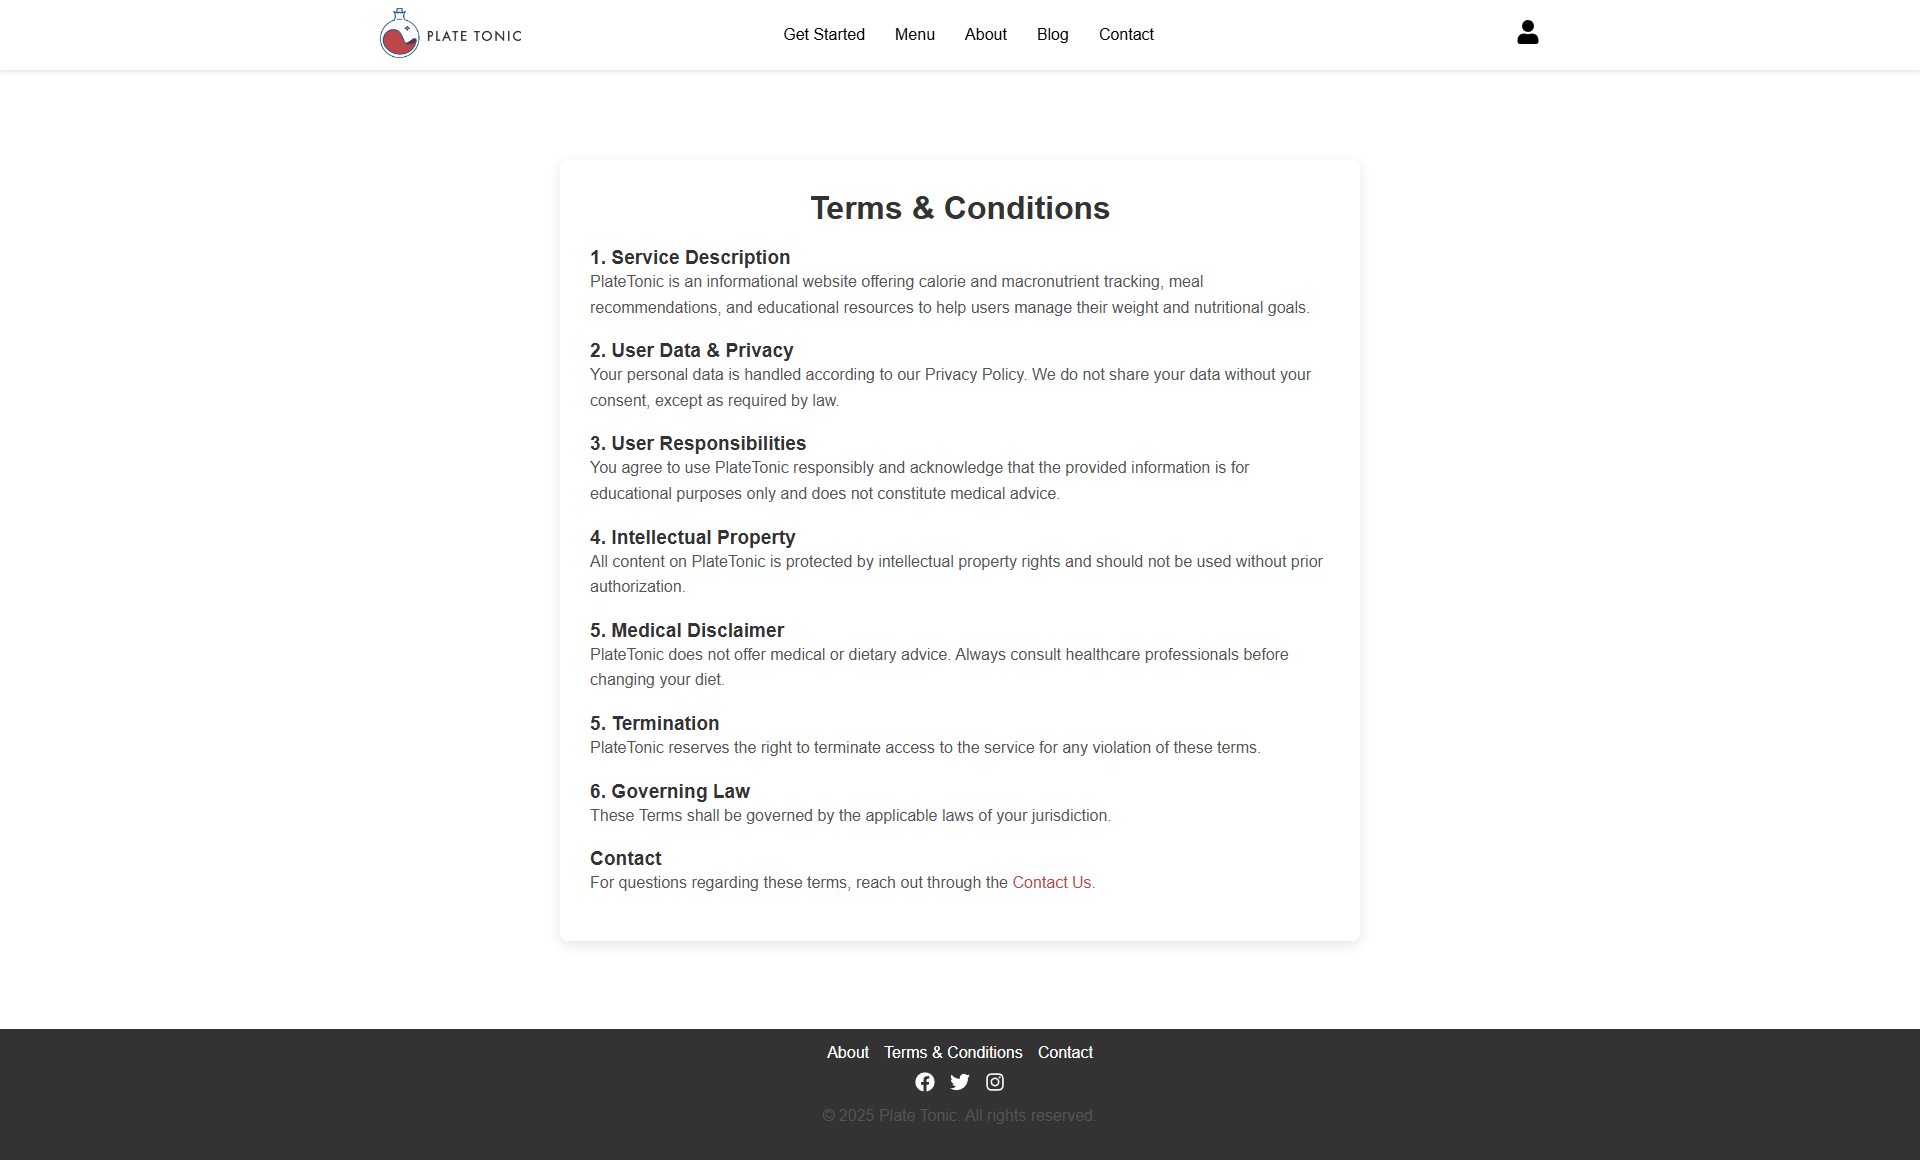 PLATE TONIC
Get Started Menu About Blog Contact
Terms & Conditions
1. Service Description
PlateTonic is an informational website offering calorie and macronutrient tracking, meal
recommendations, and educational resources to help users manage their weight and nutritional goals.
2. User Data & Privacy
Your personal data is handled according to our Privacy Policy. We do not share your data without your
consent, except as required by law.
3. User Responsibilities
You agree to use PlateTonic responsibly and acknowledge that the provided information is for
educational purposes only and does not constitute medical advice.
4. Intellectual Property
All content on PlateTonic is protected by intellectual property rights and should not be used without prior
authorization.
5. Medical Disclaimer
PlateTonic does not offer medical or dietary advice. Always consult healthcare professionals before
changing your diet.
5. Termination
PlateTonic reserves the right to terminate access to the service for any violation of these terms.
6. Governing Law
These Terms shall be governed by the applicable laws of your jurisdiction.
Contact
For questions regarding these terms, reach out through the Contact Us.
About Terms & Conditions Contact
© 2025 Plate Tonic. All rights reserved.